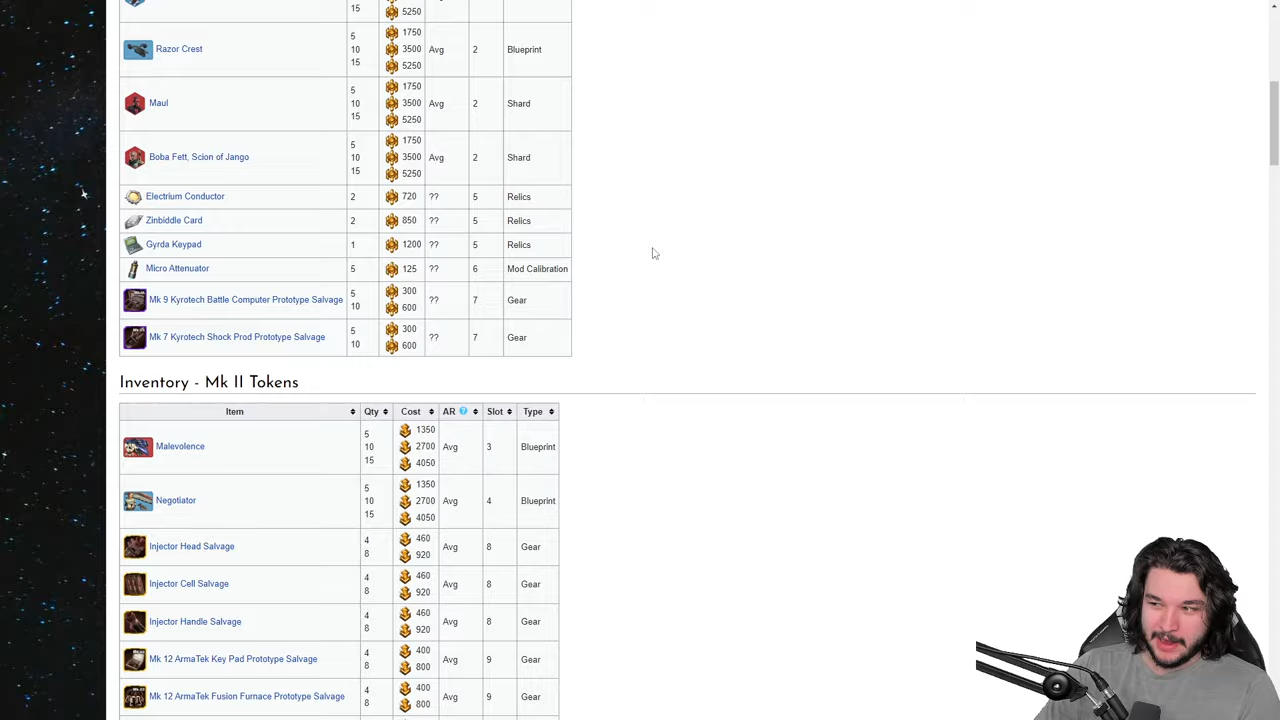 15
5250
5
10
15
1750
3500
5250
Razor Crest
Avg
2
Blueprint
5
10
15
1750
3500
5250
Maul
Avg
2
Shard
5
10
15
1750
3500
5250
Boba Fett, Scion of Jango
Avg
2
Shard
Electrium Conductor 2 720 ?? 5 Relics
Zinbiddle Card 2 850 ?? 5 Relics
Gyrda Keypad 1 1200 ?? 5 Relics
Micro Attenuator 5 125 ?? 6 Mod Calibration
Mk 9 Kyrotech Battle Computer Prototype Salvage
5
10
300
600
??
7
Gear
Mk 7 Kyrotech Shock Prod Prototype Salvage
5
10
300
600
??
7
Gear
Inventory - Mk II Tokens
Item Qty Cost AR ? Slot Type
Malevolence
5
10
15
1350
2700
4050
Avg
3
Blueprint
Negotiator
5
10
15
1350
2700
4050
Avg
4
Blueprint
Injector Head Salvage
4
8
460
920
Avg
8
Gear
Injector Cell Salvage
4
8
460
920
Avg
8
Gear
Injector Handle Salvage
4
8
460
920
Avg
8
Gear
Mk 12 ArmaTek Key Pad Prototype Salvage
4
8
400
800
Avg
9
Gear
Mk 12 ArmaTek Fusion Furnace Prototype Salvage
4
8
400
800
Avg
9
Gear